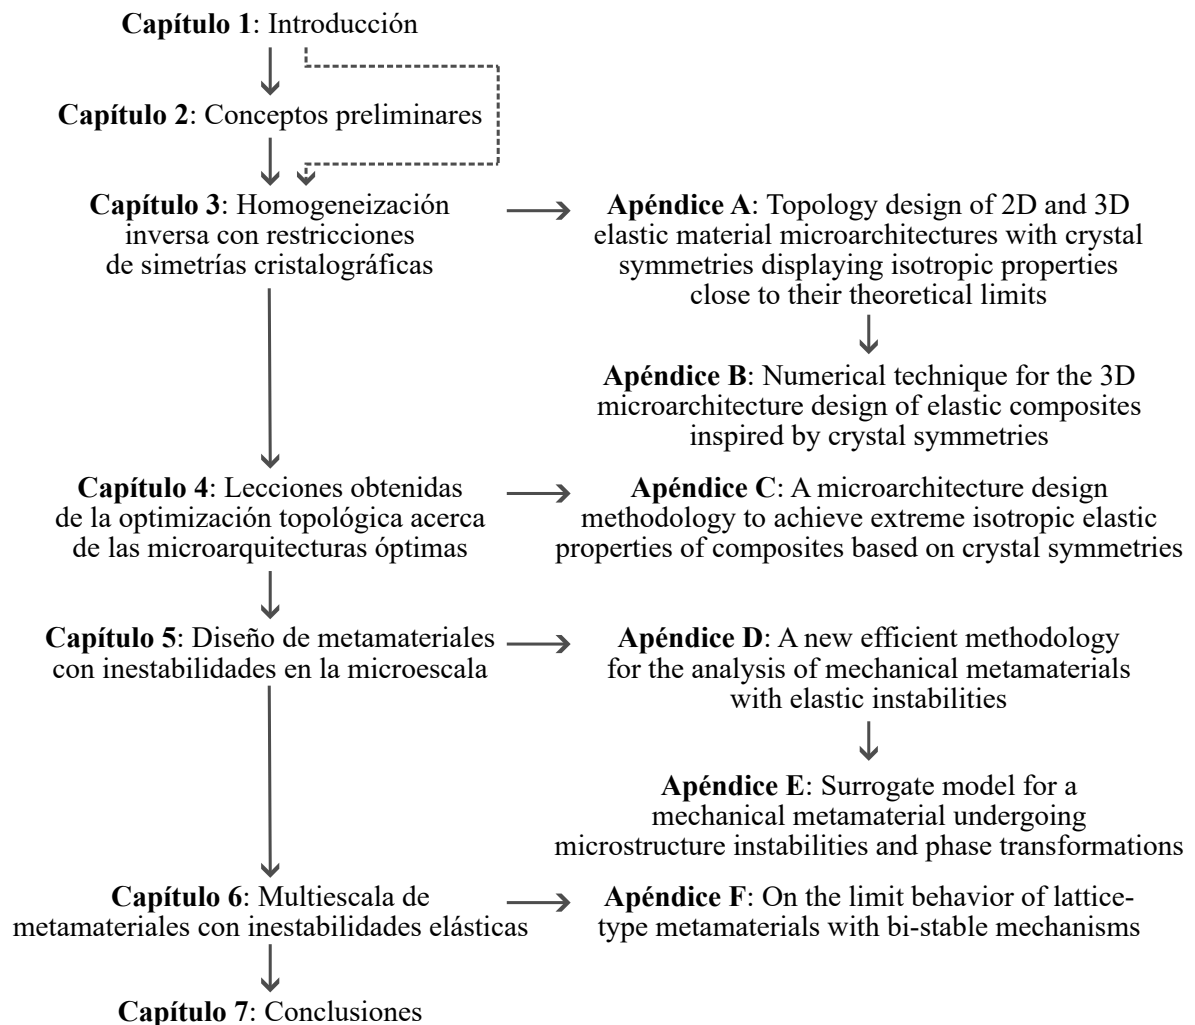 Capítulo 1: Introducción
Capítulo 2: Conceptos preliminares
Capítulo 3: Homogeneización
inversa con restricciones
de simetrías cristalográficas
Apéndice A: Topology design of 2D and 3D
elastic material microarchitectures with crystal
symmetries displaying isotropic properties
close to their theoretical limits
Apéndice B: Numerical technique for the 3D
microarchitecture design of elastic composites
inspired by crystal symmetries
Capítulo 4: Lecciones obtenidas
de la optimización topológica acerca
de las microarquitecturas óptimas
Apéndice C: A microarchitecture design
methodology to achieve extreme isotropic elastic
properties of composites based on crystal symmetries
Capítulo 5: Diseño de metamateriales
con inestabilidades en la microescala
Apéndice D: A new efficient methodology
for the analysis of mechanical metamaterials
with elastic instabilities
Apéndice E: Surrogate model for a
mechanical metamaterial undergoing
microstructure instabilities and phase transformations
Capítulo 6: Multiescala de
metamateriales con inestabilidades elásticas
Apéndice F: On the limit behavior of lattice-
type metamaterials with bi-stable mechanisms
Capítulo 7: Conclusiones